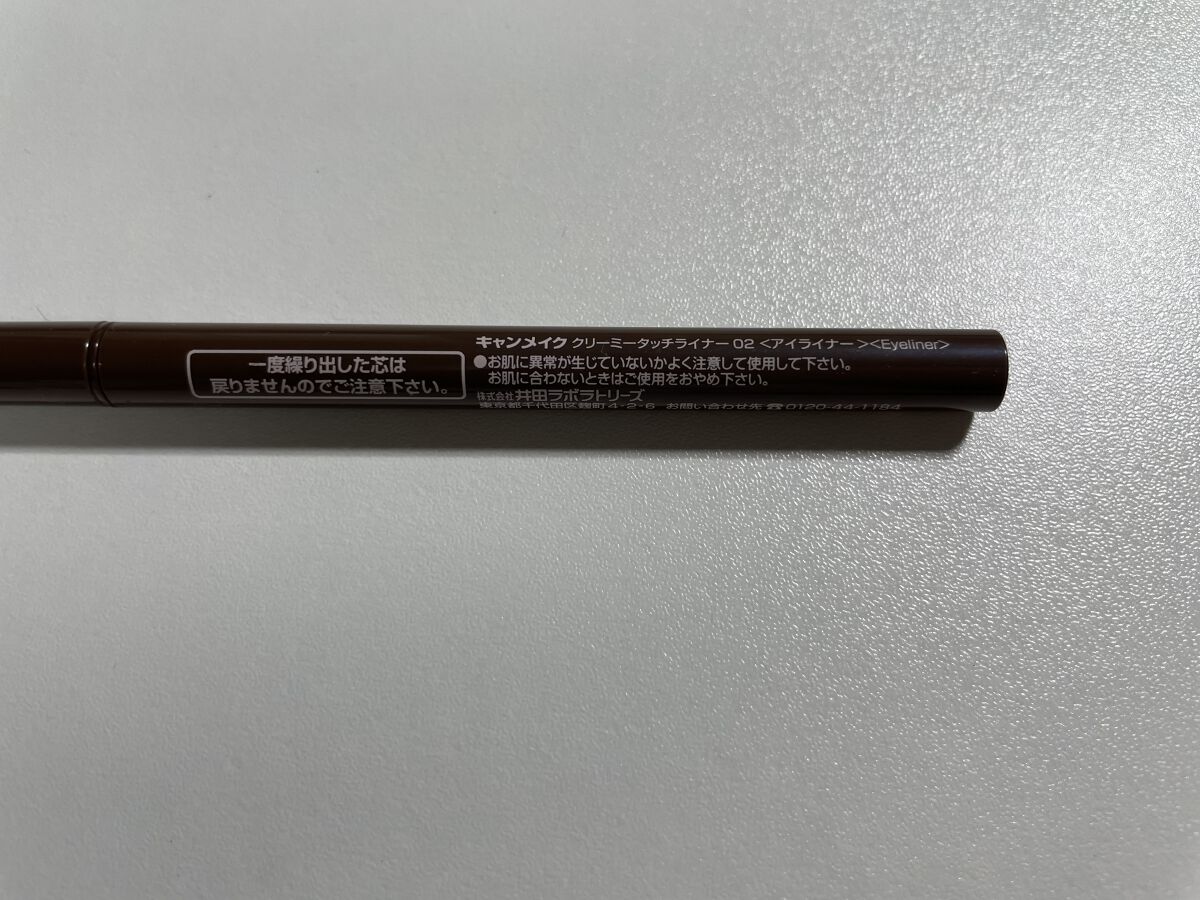 一度繰り出した芯は
戻りませんのでご注意下さい。
キャンメイク クリーミータッチライナー 02 <アイライナー><Eyeliner>
●お肌に異常が生じていないかよく注意して使用して下さい。
お肌に合わないときはご使用をおやめ下さい。
株式会社 井田ラボラトリーズ
東京都千代田区麹町4-2-6 お問い合わせ先 ☎0120-44-1184